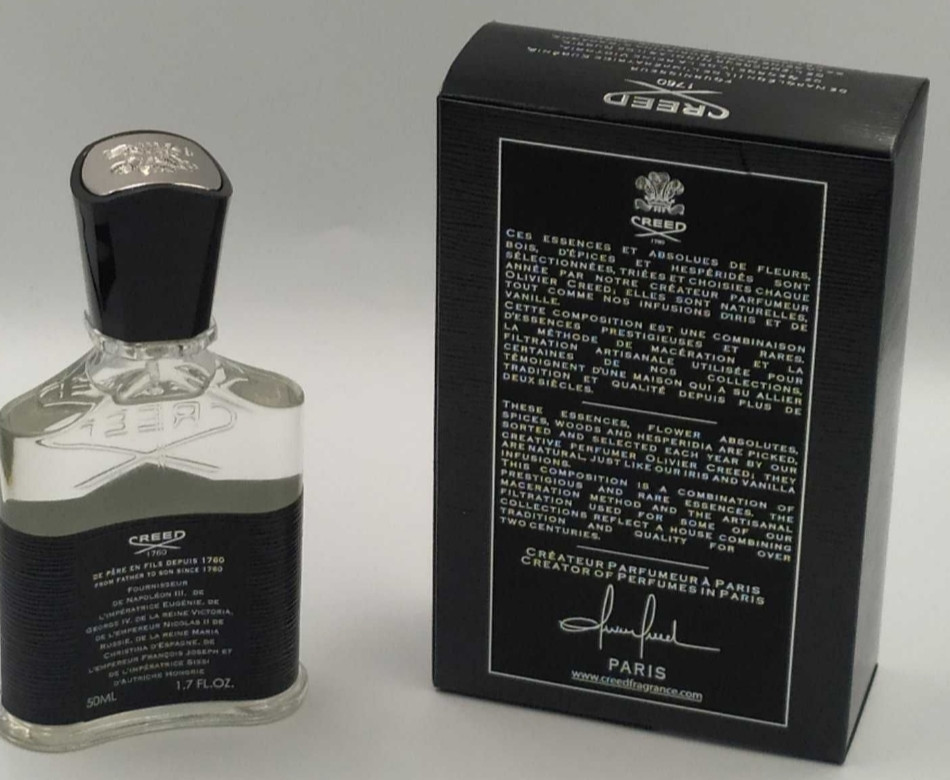 CREED
1760
DE PÈRE EN FILS DEPUIS 1760
FROM FATHER TO SON SINCE 1760
FOURNISSEUR
DE NAPOLÉON III, DE
L'IMPÉRATRICE EUGÉNIE, DE
GEORGE IV, DE LA REINE VICTORIA,
DE L'EMPEREUR NICOLAS II DE
RUSSIE, DE LA REINE MARIA
CHRISTINA D'ESPAGNE, DE
L'EMPEREUR FRANÇOIS JOSEPH ET
DE L'IMPÉRATRICE SISSI
D'AUTRICHE HONGRIE
50ML 1.7 FL.OZ.
CREED
1760
FOURNISSEUR
CREED
1760
CES ESSENCES ET ABSOLUES DE FLEURS,
BOIS, D'ÉPICES ET HESPÉRIDÉS SONT
SÉLECTIONNÉES, TRIÉES ET CHOISIES CHAQUE
ANNÉE PAR NOTRE CRÉATEUR PARFUMEUR
OLIVIER CREED; ELLES SONT NATURELLES,
TOUT COMME NOS INFUSIONS D'IRIS ET DE
VANILLE.
CETTE COMPOSITION EST UNE COMBINAISON
D'ESSENCES PRESTIGIEUSES ET RARES.
LA MÉTHODE DE MACÉRATION ET LA
FILTRATION ARTISANALE UTILISÉE POUR
CERTAINES DE NOS COLLECTIONS,
TÉMOIGNENT D'UNE MAISON QUI A SU ALLIER
TRADITION ET QUALITÉ DEPUIS PLUS DE
DEUX SIÈCLES.
THESE ESSENCES, FLOWER ABSOLUTES,
SPICES, WOODS AND HESPERIDIA ARE PICKED,
SORTED AND SELECTED EACH YEAR BY OUR
CREATIVE PERFUMER OLIVIER CREED; THEY
ARE NATURAL, JUST LIKE OUR IRIS AND VANILLA
INFUSIONS.
THIS COMPOSITION IS A COMBINATION OF
PRESTIGIOUS AND RARE ESSENCES. THE
MACERATION METHOD AND THE ARTISANAL
FILTRATION USED FOR SOME OF OUR
COLLECTIONS REFLECT A HOUSE COMBINING
TRADITION AND QUALITY FOR OVER
TWO CENTURIES.
CRÉATEUR PARFUMEUR À PARIS
CREATOR OF PERFUMES IN PARIS
PARIS
www.creedfragrance.com